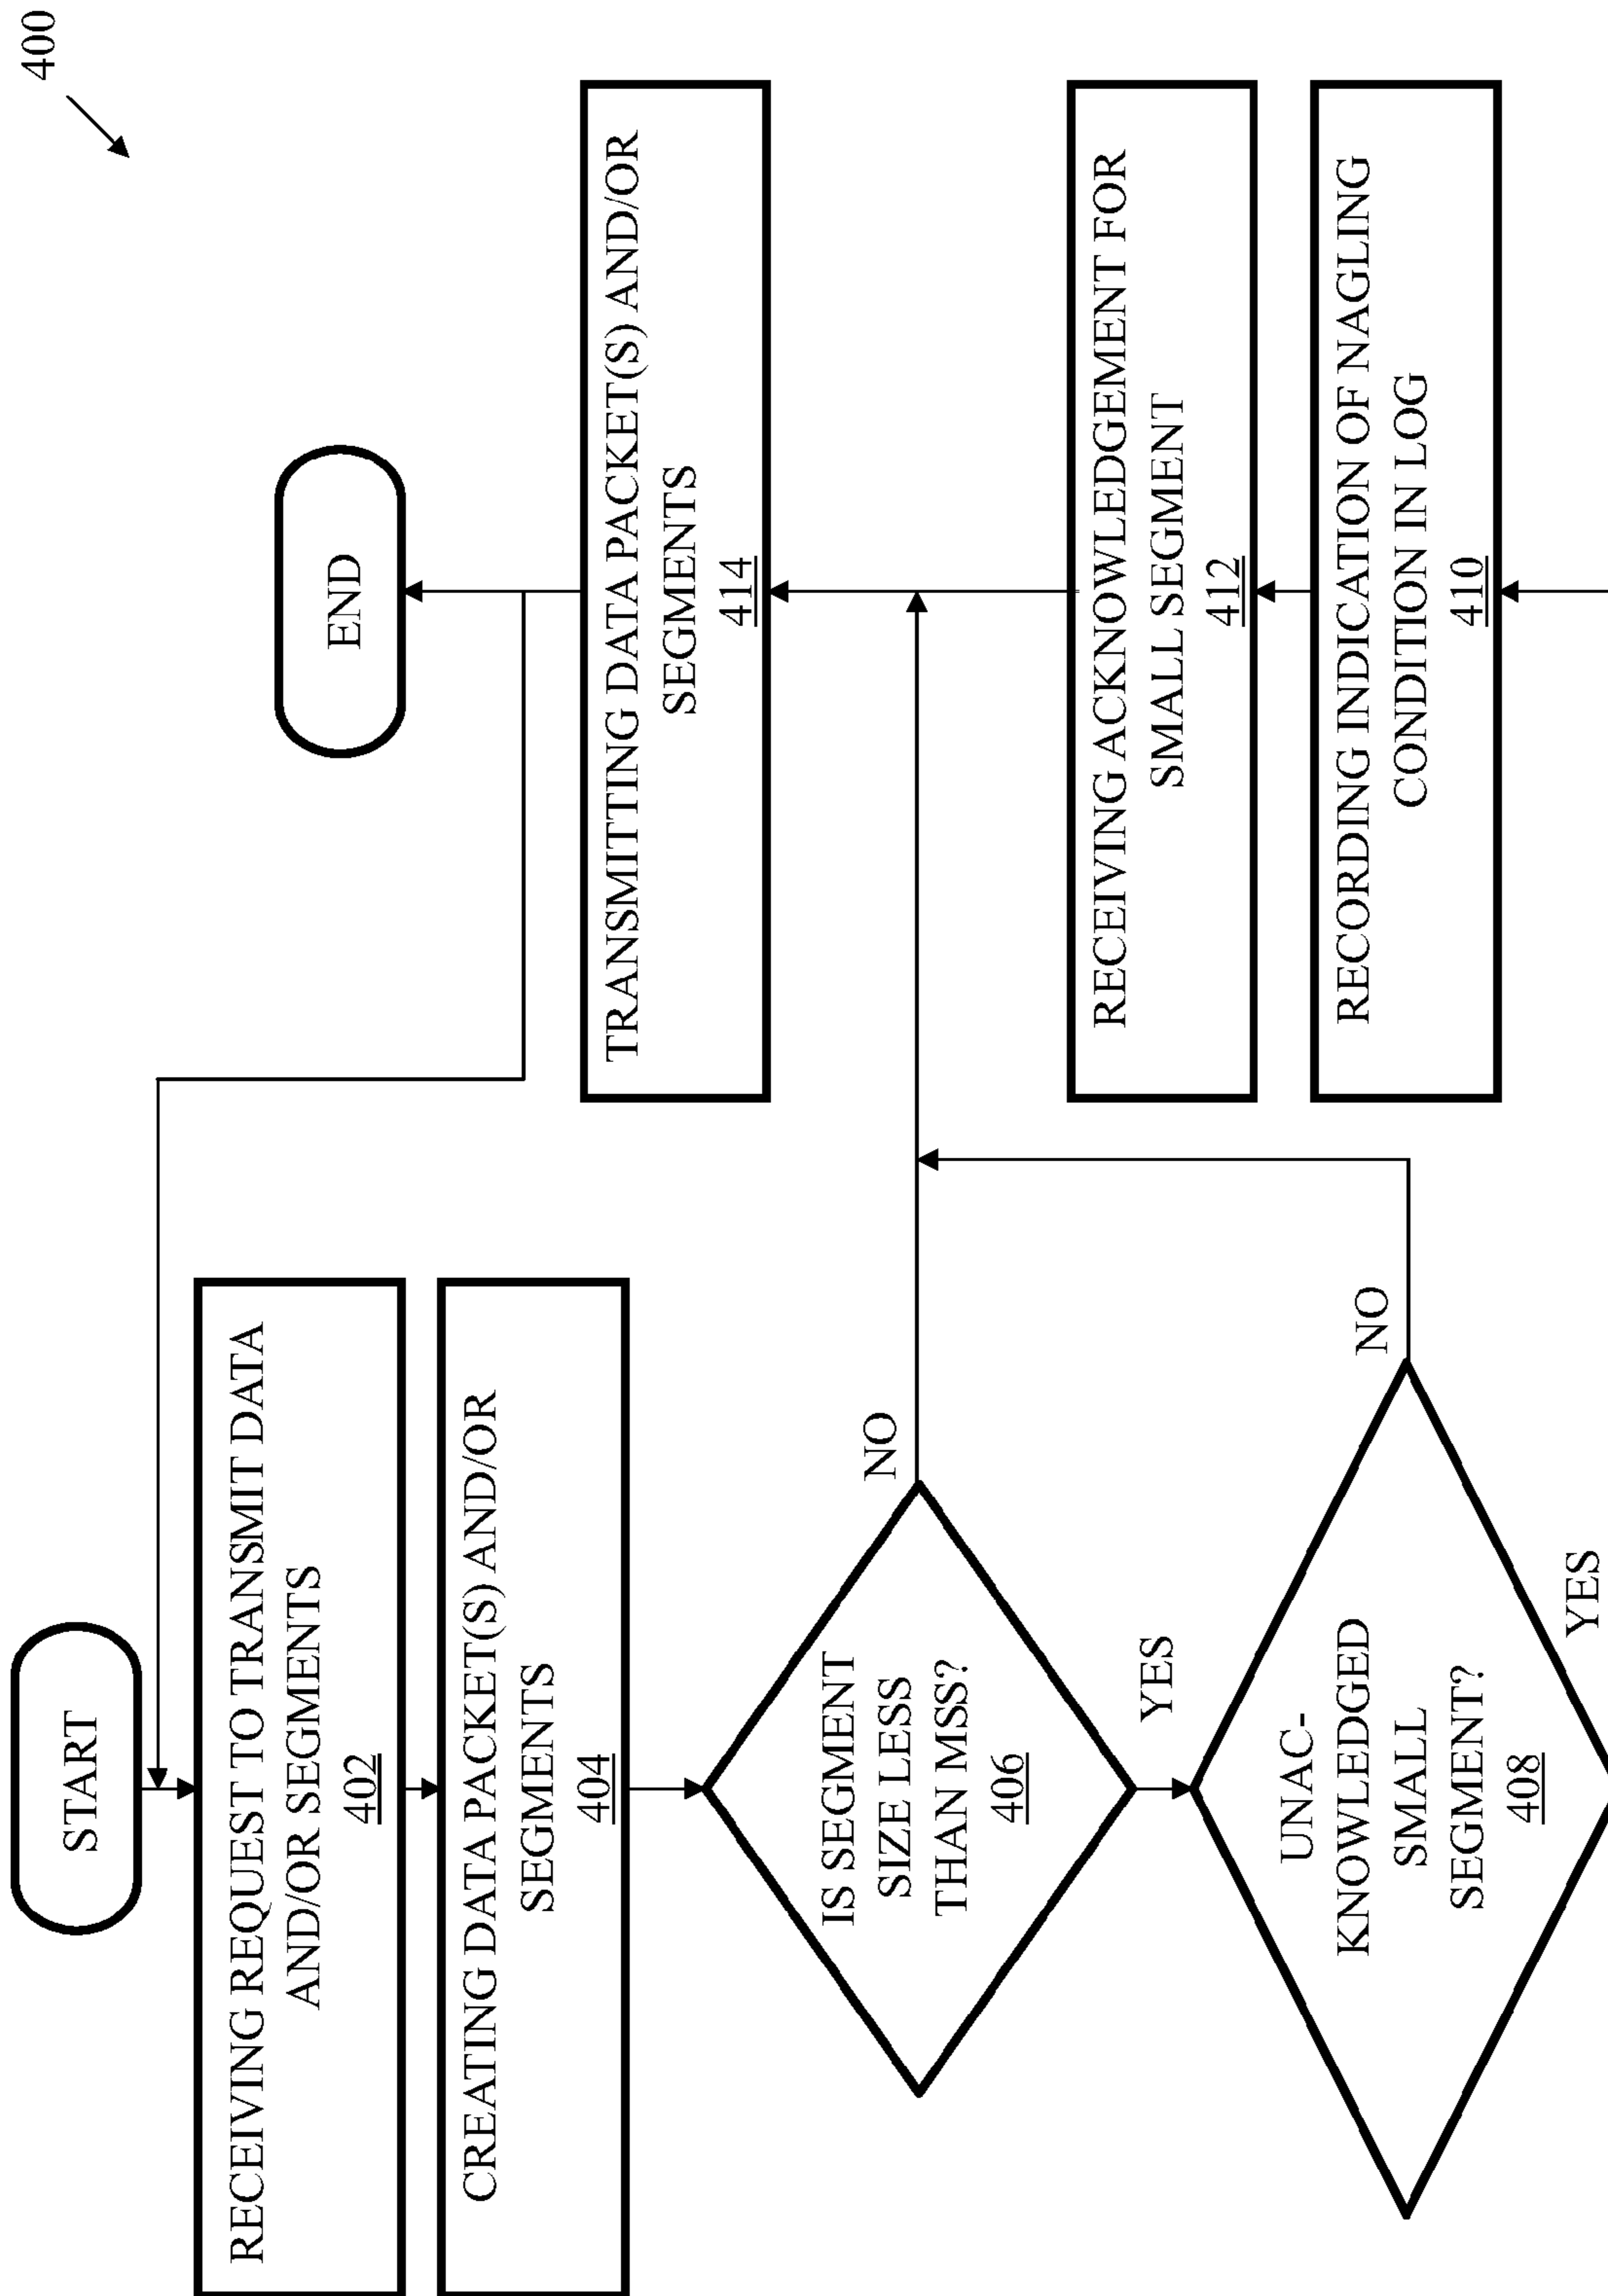 400
START
RECEIVING REQUEST TO TRANSMIT DATA
AND/OR SEGMENTS
402
CREATING DATA PACKET(S) AND/OR
SEGMENTS
404
IS SEGMENT
SIZE LESS
THAN MSS?
406
NO
YES
UNAC-
KNOWLEDGED
SMALL
SEGMENT?
408
NO
YES
RECORDING INDICATION OF NAGLING
CONDITION IN LOG
410
RECEIVING ACKNOWLEDGEMENT FOR
SMALL SEGMENT
412
TRANSMITTING DATA PACKET(S) AND/OR
SEGMENTS
414
END